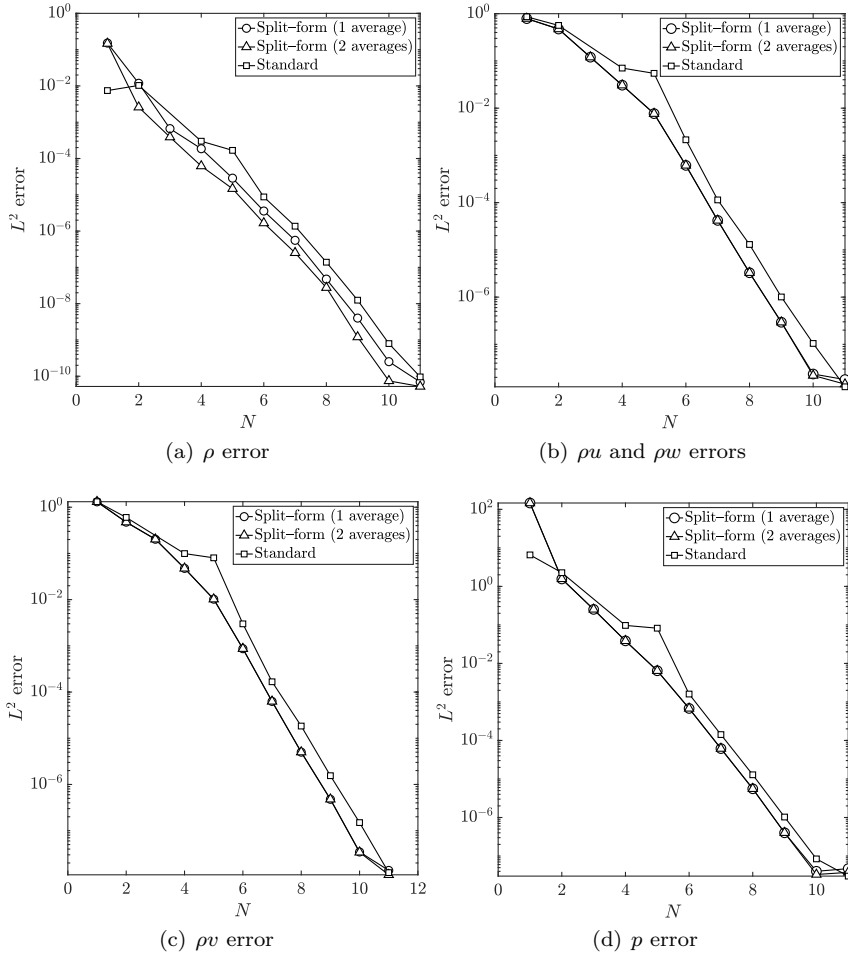 10^0
10^-2
10^-4
10^-6
10^-8
10^-10
L^2 error
0 2 4 6 8 10
N
Split–form (1 average)
Split–form (2 averages)
Standard
(a) ρ error
10^0
10^-2
10^-4
10^-6
L^2 error
0 2 4 6 8 10
N
Split–form (1 average)
Split–form (2 averages)
Standard
(b) ρu and ρw errors
10^0
10^-2
10^-4
10^-6
L^2 error
0 2 4 6 8 10 12
N
Split–form (1 average)
Split–form (2 averages)
Standard
(c) ρv error
10^2
10^0
10^-2
10^-4
10^-6
L^2 error
0 2 4 6 8 10
N
Split–form (1 average)
Split–form (2 averages)
Standard
(d) p error